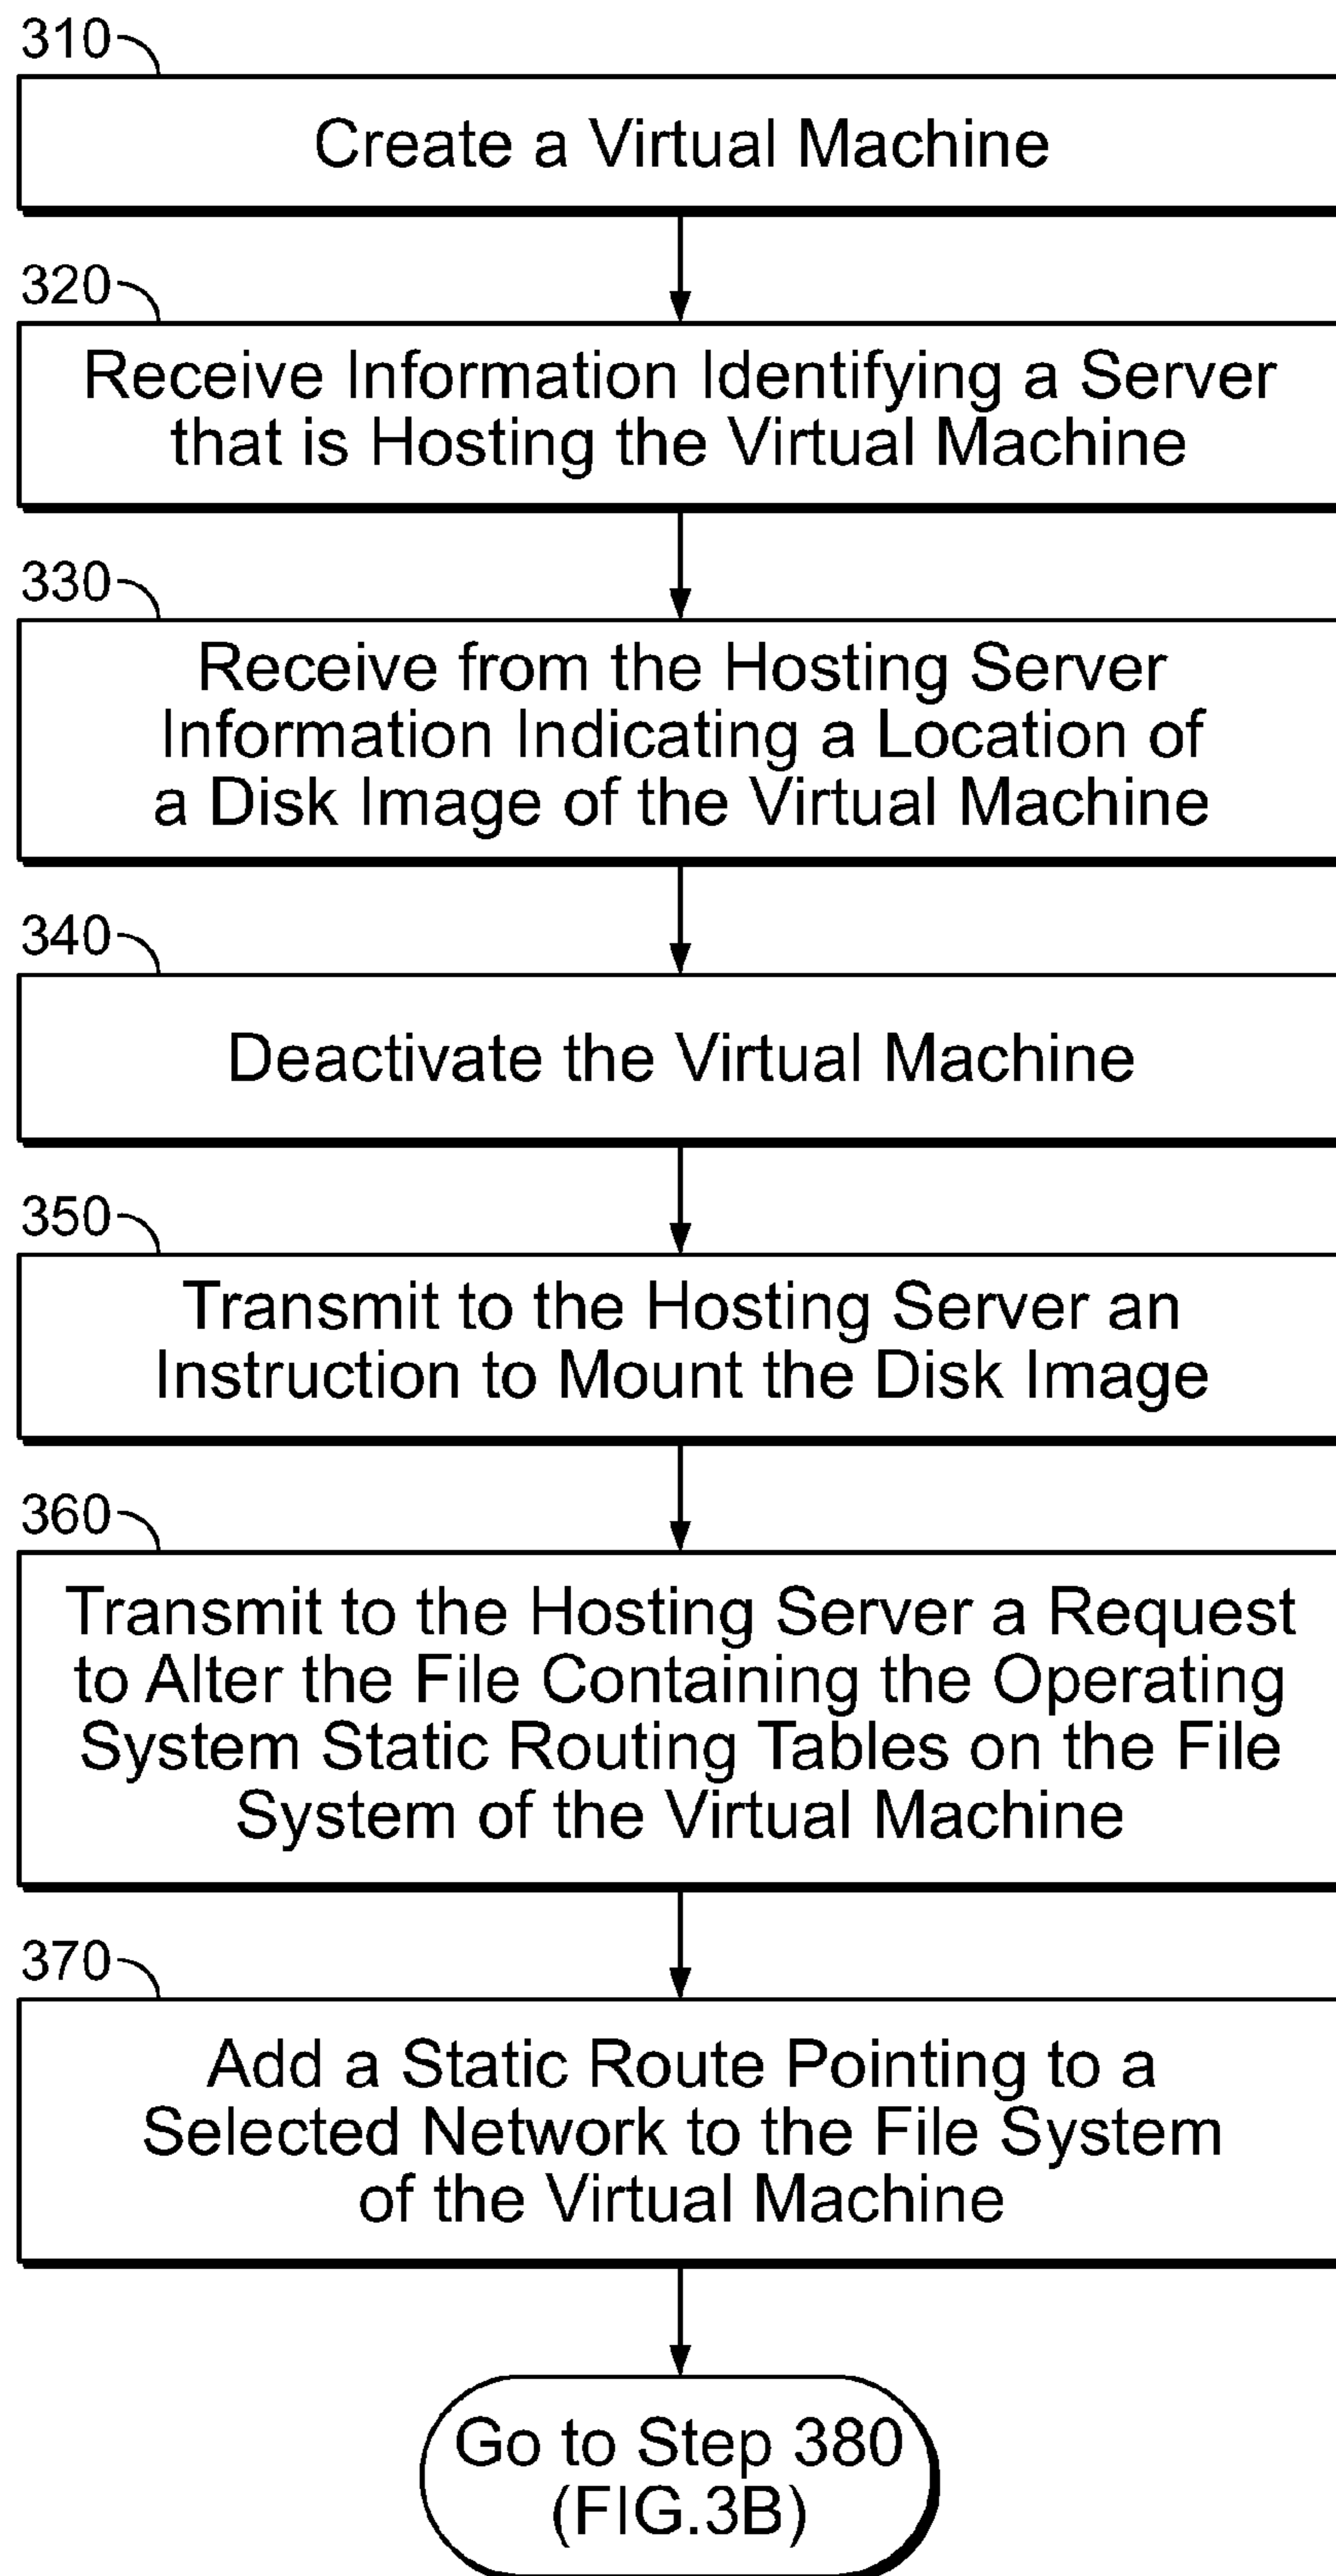 310
Create a Virtual Machine
320
Receive Information Identifying a Server
that is Hosting the Virtual Machine
330
Receive from the Hosting Server
Information Indicating a Location of
a Disk Image of the Virtual Machine
340
Deactivate the Virtual Machine
350
Transmit to the Hosting Server an
Instruction to Mount the Disk Image
360
Transmit to the Hosting Server a Request
to Alter the File Containing the Operating
System Static Routing Tables on the File
System of the Virtual Machine
370
Add a Static Route Pointing to a
Selected Network to the File System
of the Virtual Machine
Go to Step 380
(FIG.3B)